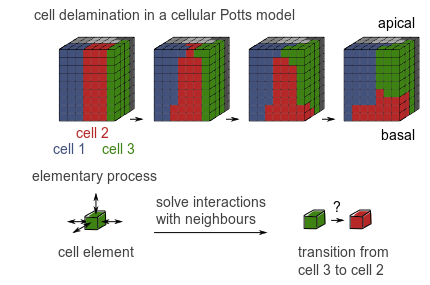 cell delamination in a cellular Potts model
apical
cell 2
cell 1 cell 3
basal
elementary process
solve interactions
with neighbours
?
cell element
transition from
cell 3 to cell 2